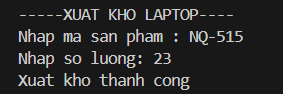 -----XUAT KHO LAPTOP----
Nhap ma san pham : NQ-515
Nhap so luong: 23
Xuat kho thanh cong